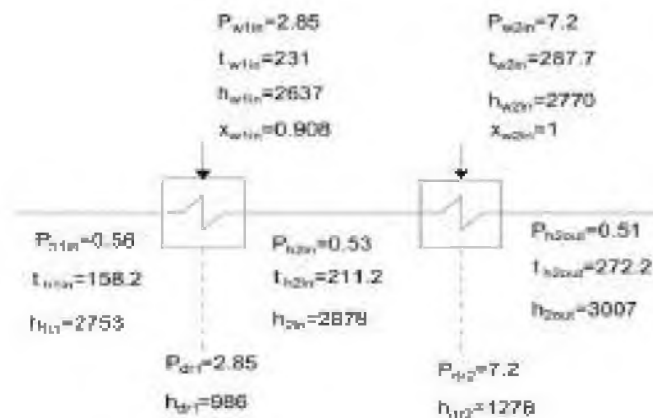 P_w1in=2.85
t_w1in=231
h_w1in=2637
x_w1in=0.908
P_w2in=7.2
t_w2in=287.7
h_w2in=2770
x_w2in=1
P_h1in=0.56
t_h1in=158.2
=2753
P_h2in=0.53
t_h2in=211.2
h_2in=2878
P_h2out=0.51
t_h2out=272.2
h_2out=3007
P_dr1=2.85
h_dr1=986
P_dr2=7.2
h_dr2=1278